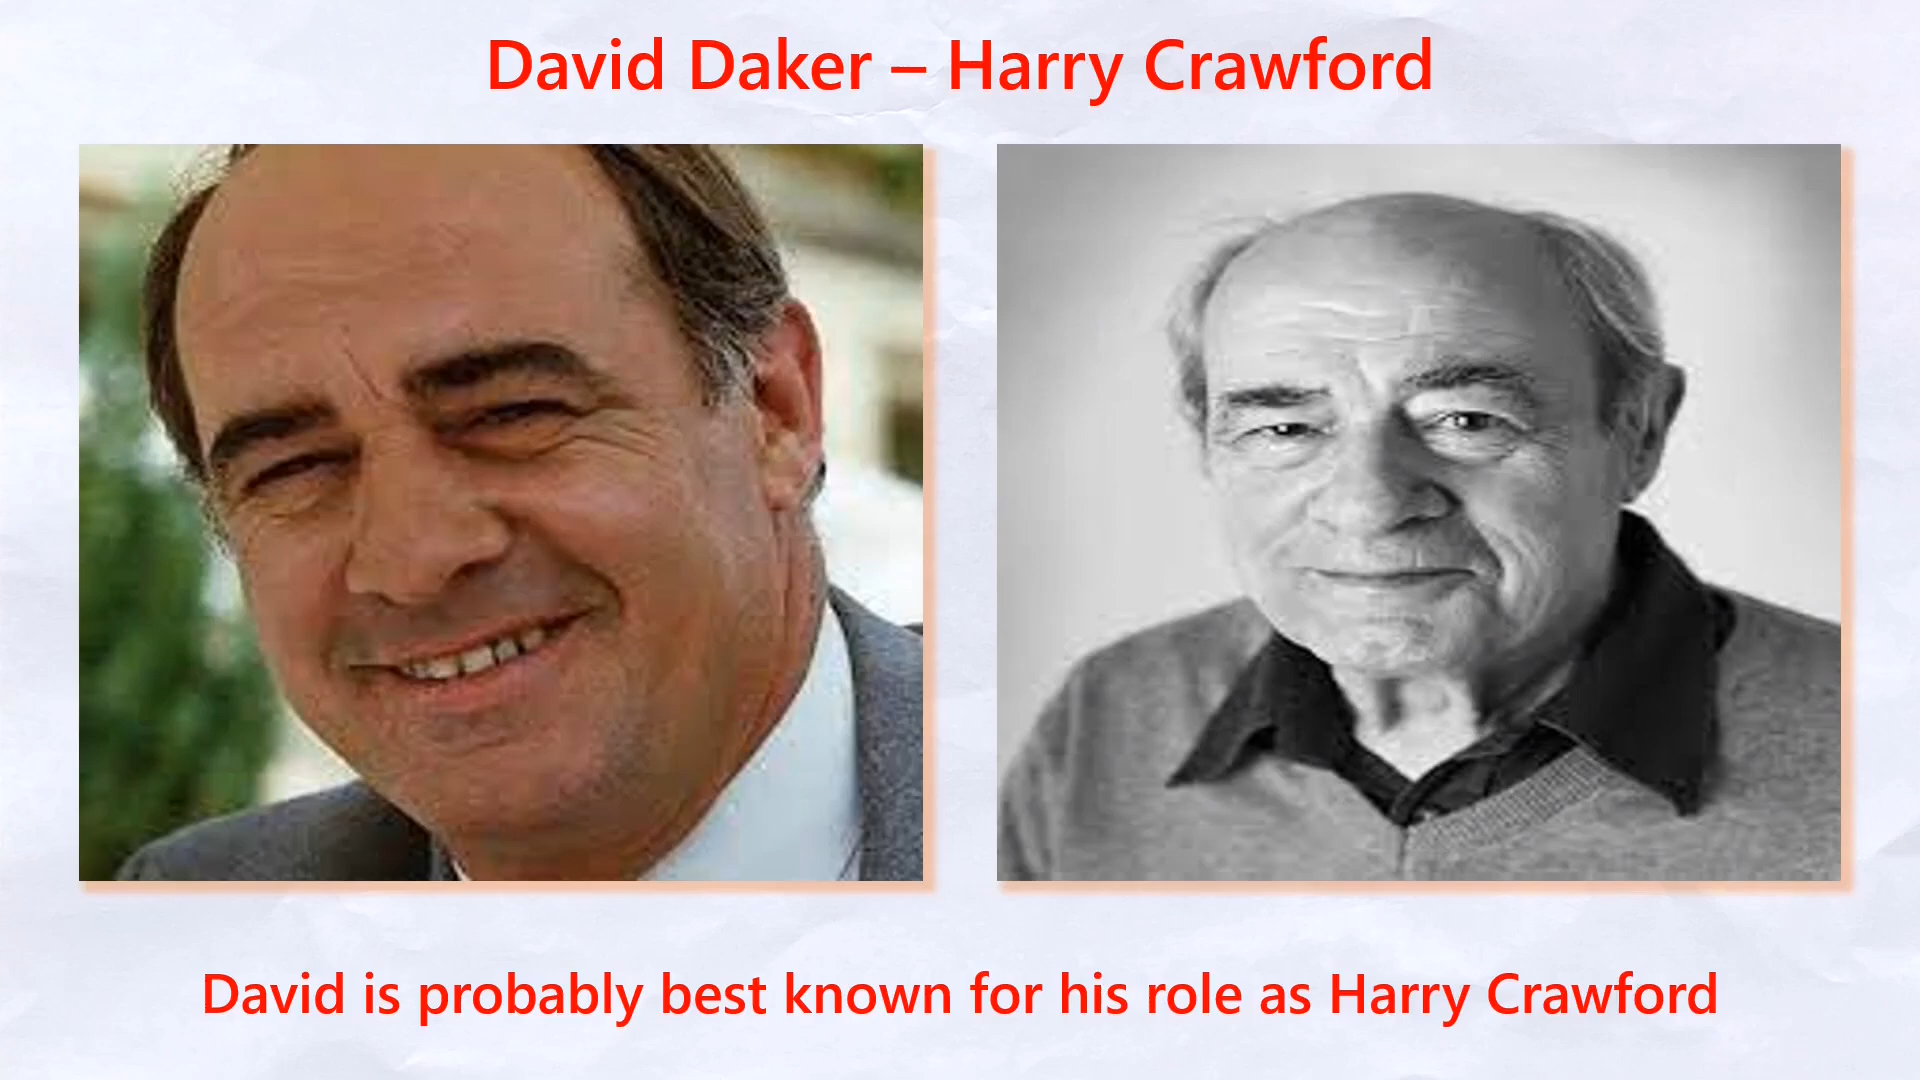 David Daker – Harry Crawford
David is probably best known for his role as Harry Crawford